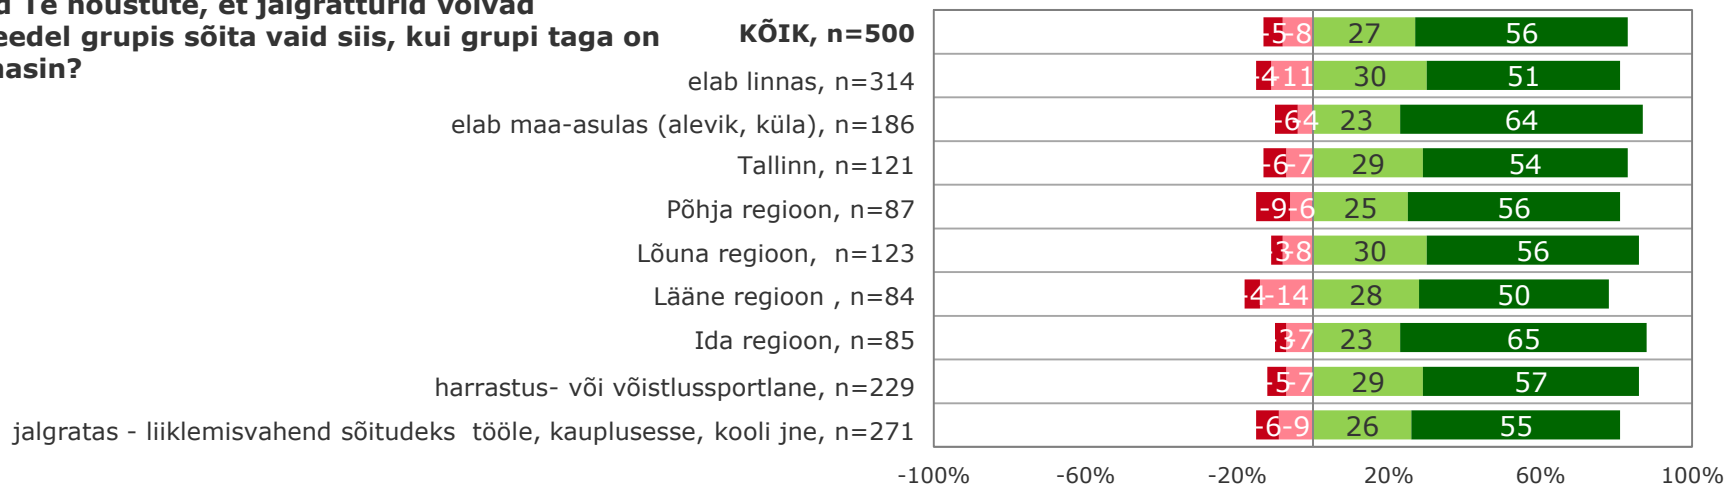 Te nõustute, et jalgratturid võivad
grupis sõita vaid siis, kui grupi taga on
KÕIK, n=500 -5 -8 27 56
elab linnas, n=314 -4 -11 30 51
elab maa-asulas (alevik, küla), n=186 -6 -4 23 64
Tallinn, n=121 -6 -7 29 54
Põhja regioon, n=87 -9 -6 25 56
Lõuna regioon, n=123 -3 -8 30 56
Lääne regioon , n=84 -4 -14 28 50
Ida regioon, n=85 -3 -7 23 65
harrastus- või võistlussportlane, n=229 -5 -7 29 57
jalgratas - liiklemisvahend sõitudeks tööle, kauplusesse, kooli jne, n=271 -6 -9 26 55
-100% -60% -20% 20% 60% 100%